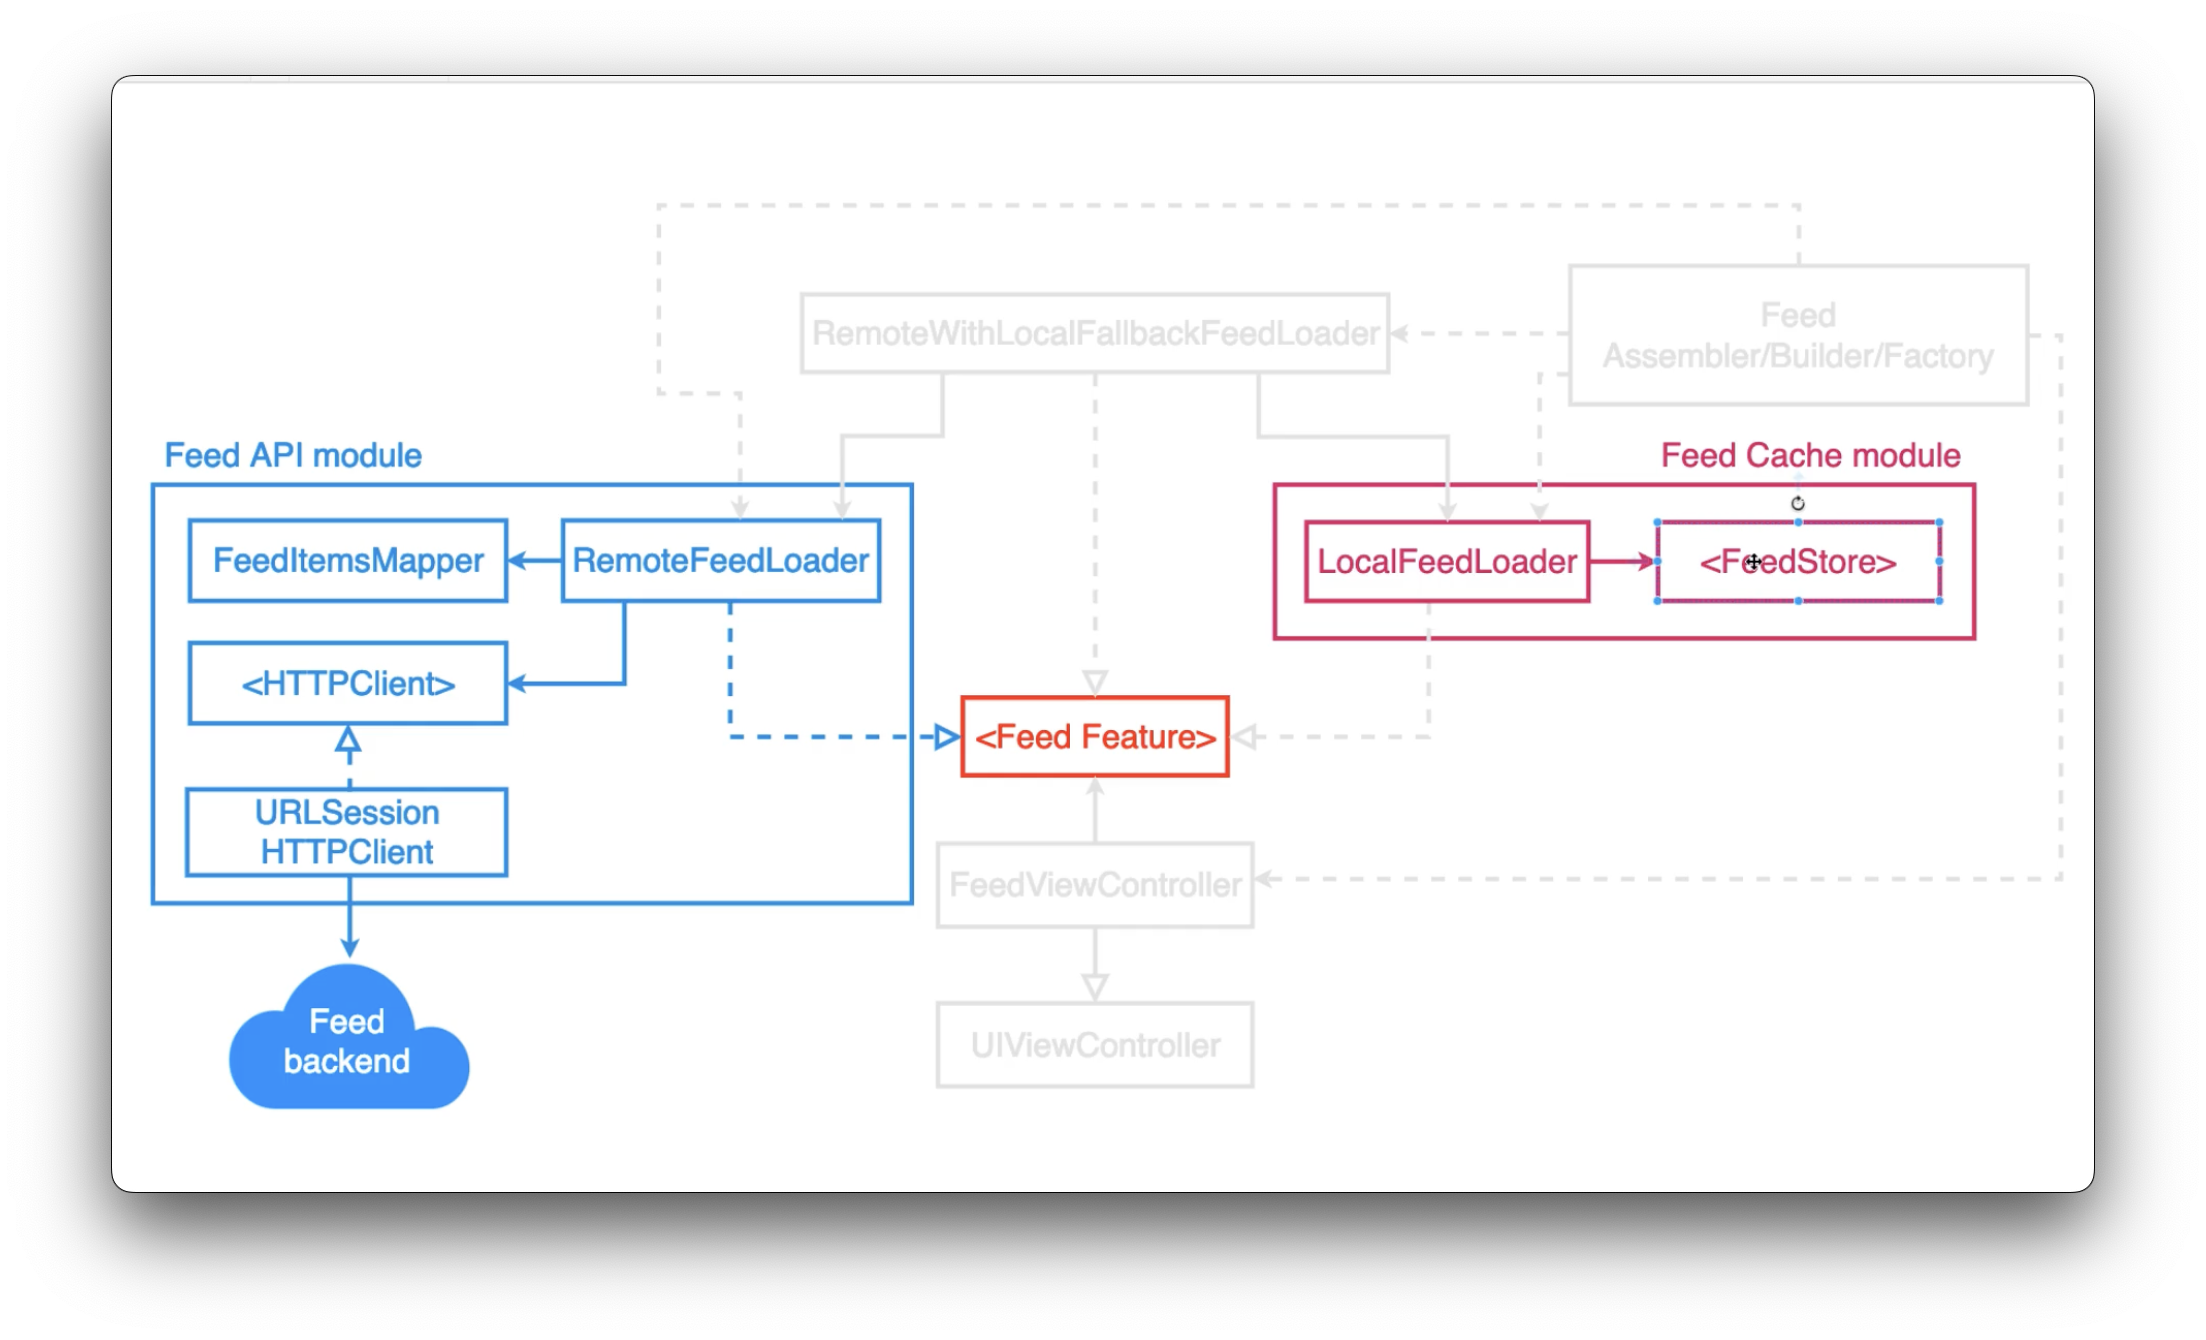 RemoteWithLocalFallbackFeedLoader
Feed
Assembler/Builder/Factory
Feed API module
Feed Cache module
FeedItemsMapper
RemoteFeedLoader
LocalFeedLoader
<FeedStore>
<HTTPClient>
<Feed Feature>
URLSession
HTTPClient
FeedViewController
Feed
backend
UIViewController